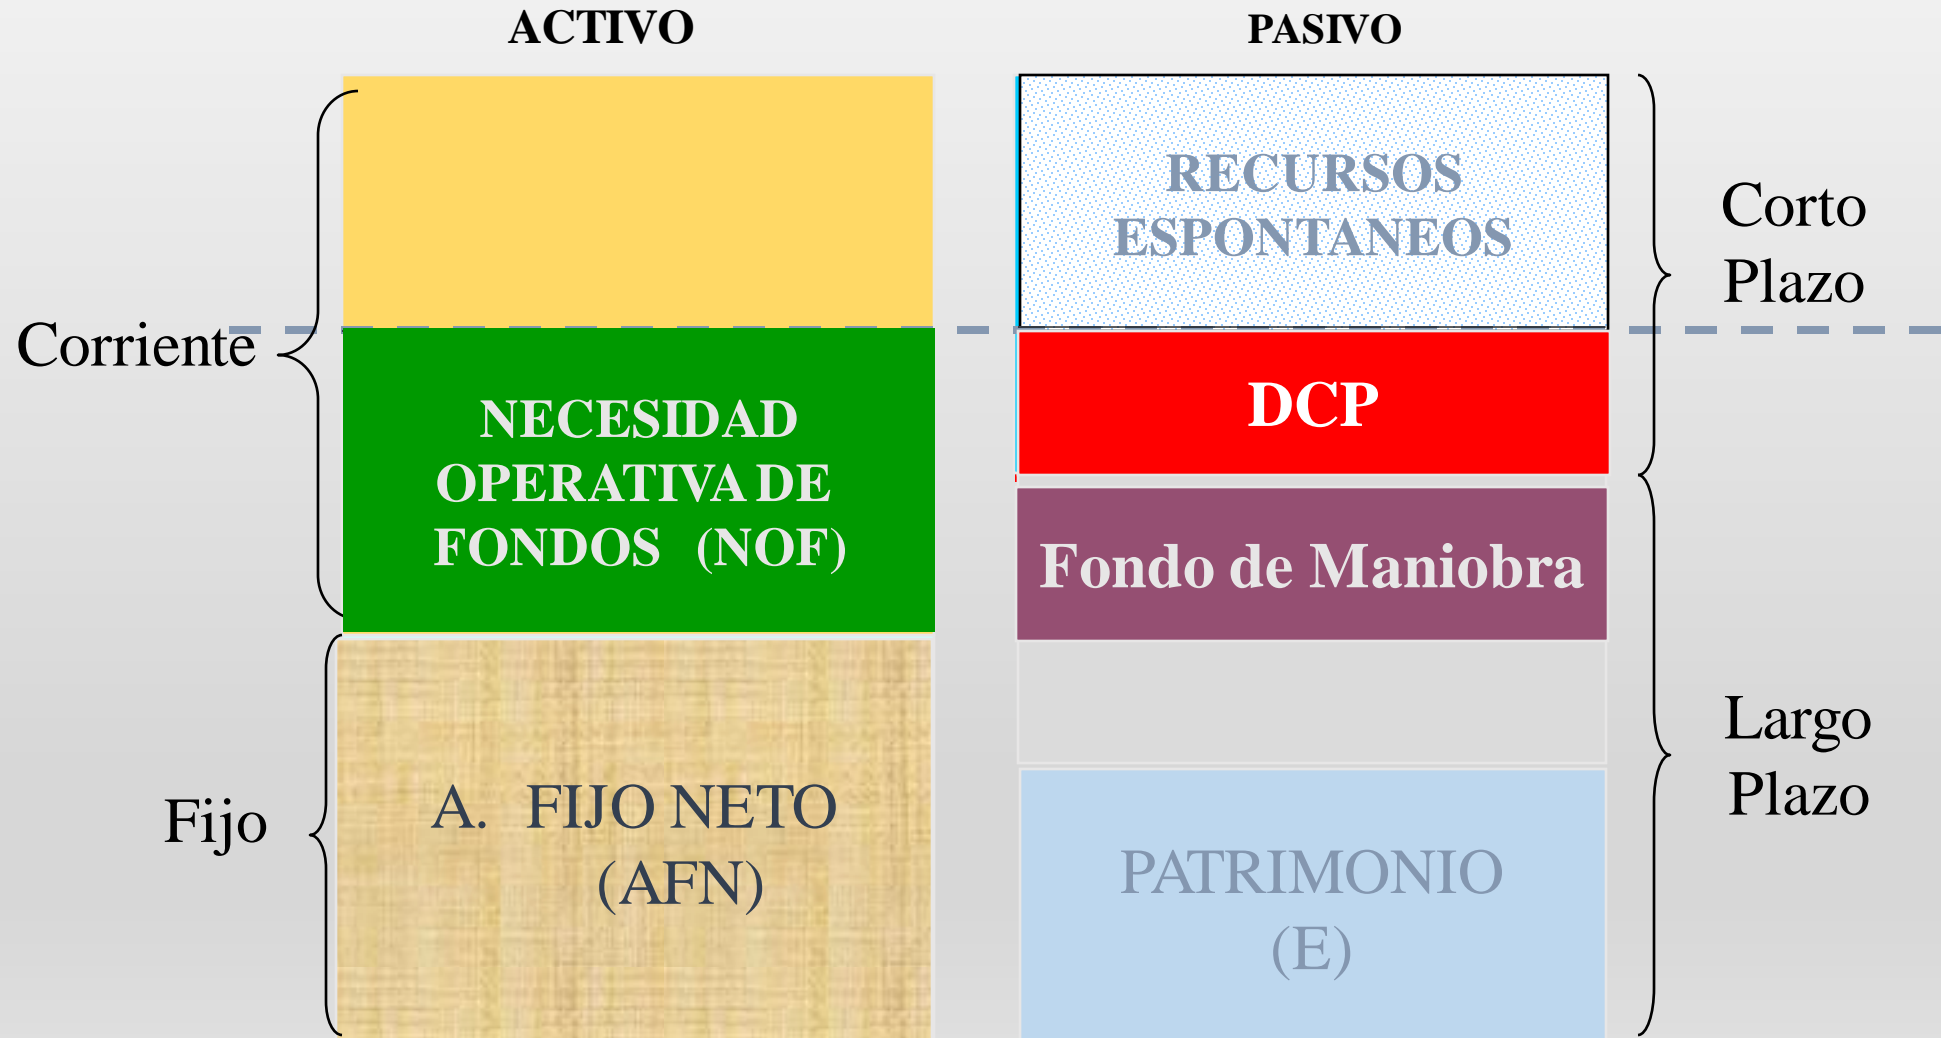 ACTIVO
PASIVO
RECURSOS
ESPONTANEOS
Corto
Plazo
Corriente
NECESIDAD
OPERATIVA DE
FONDOS (NOF)
DCP
Fondo de Maniobra
Fijo
A. FIJO NETO
(AFN)
Largo
Plazo
PATRIMONIO
(E)